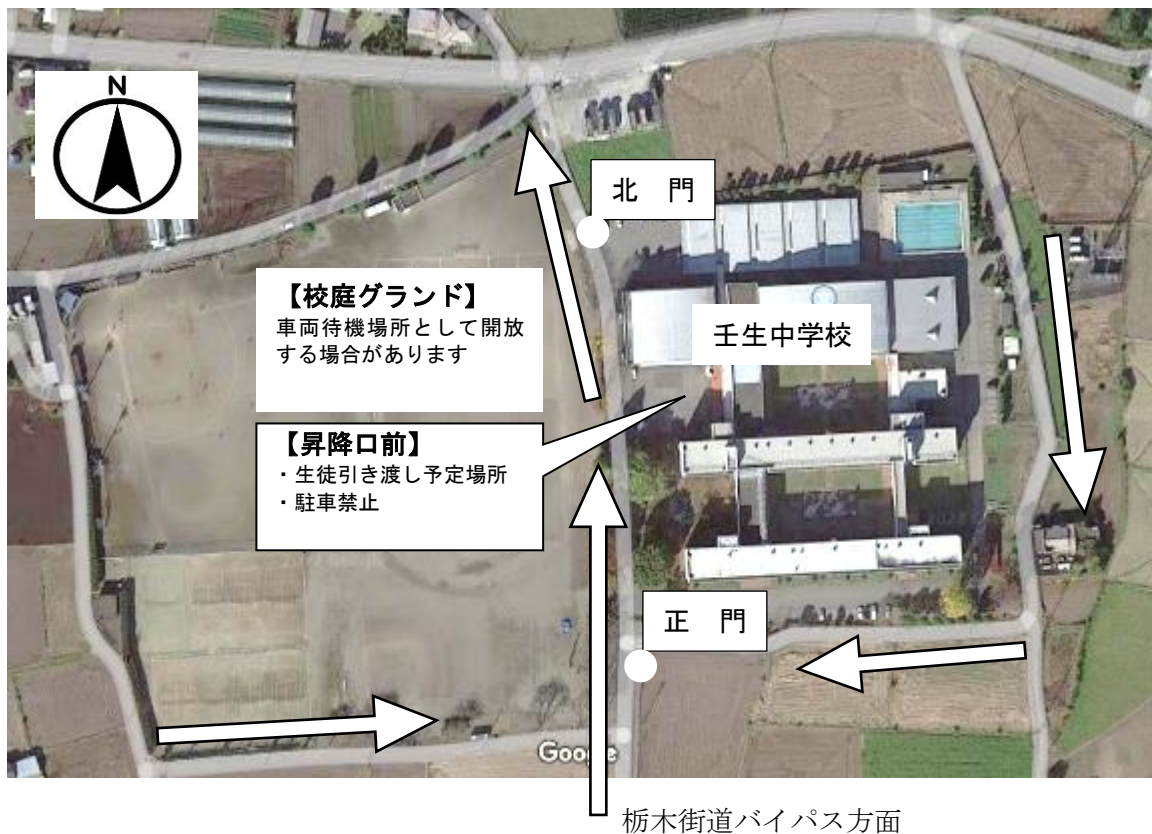 N
北　門
【校庭グランド】
車両待機場所として開放
する場合があります
壬生中学校
【昇降口前】
・生徒引き渡し予定場所
・駐車禁止
正　門
Google
栃木街道バイパス方面